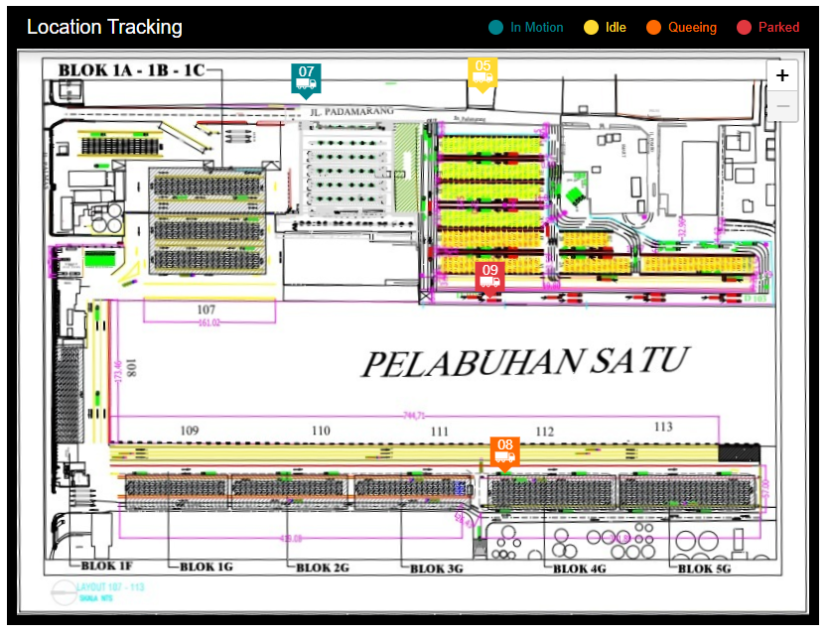 Location Tracking
In Motion
Idle
Queeing
Parked
BLOK 1A - 1B - 1C
07
05
+
JL. PADAMARANG
09
107
161.02
108
173.46
PELABUHAN SATU
744,71
109
110
111
112
113
08
BLOK 1F
BLOK 1G
BLOK 2G
BLOK 3G
BLOK 4G
BLOK 5G
LAYOUT 107 - 113